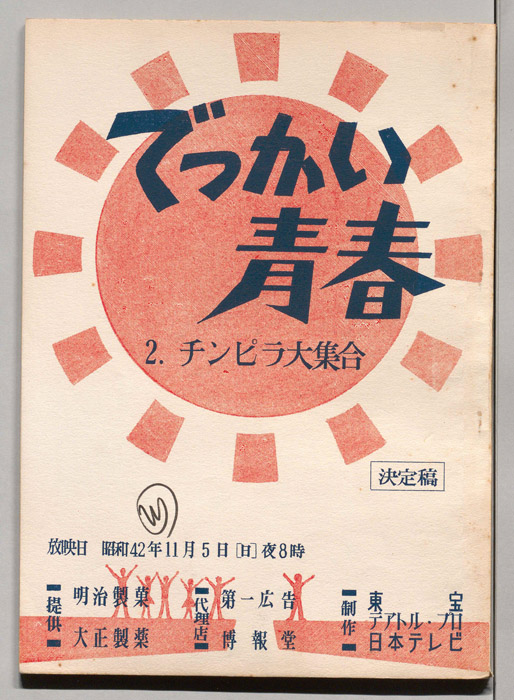 でっかい
青春
2. チンピラ大集合
決定稿
放映日 昭和42年11月5日[日]夜8時
提供
明治製菓
大正製薬
代理店
第一広告
博報堂
制作
東宝
テアトル・プロ
日本テレビ